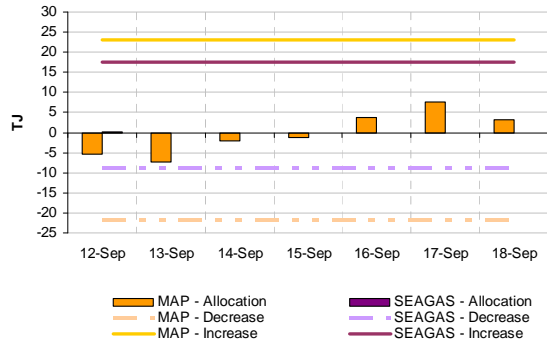 30
25
20
15
10
5
0
-5
-10
-15
-20
-25
TJ
12-Sep 13-Sep 14-Sep 15-Sep 16-Sep 17-Sep 18-Sep
MAP - Allocation SEAGAS - Allocation
MAP - Decrease SEAGAS - Decrease
MAP - Increase SEAGAS - Increase